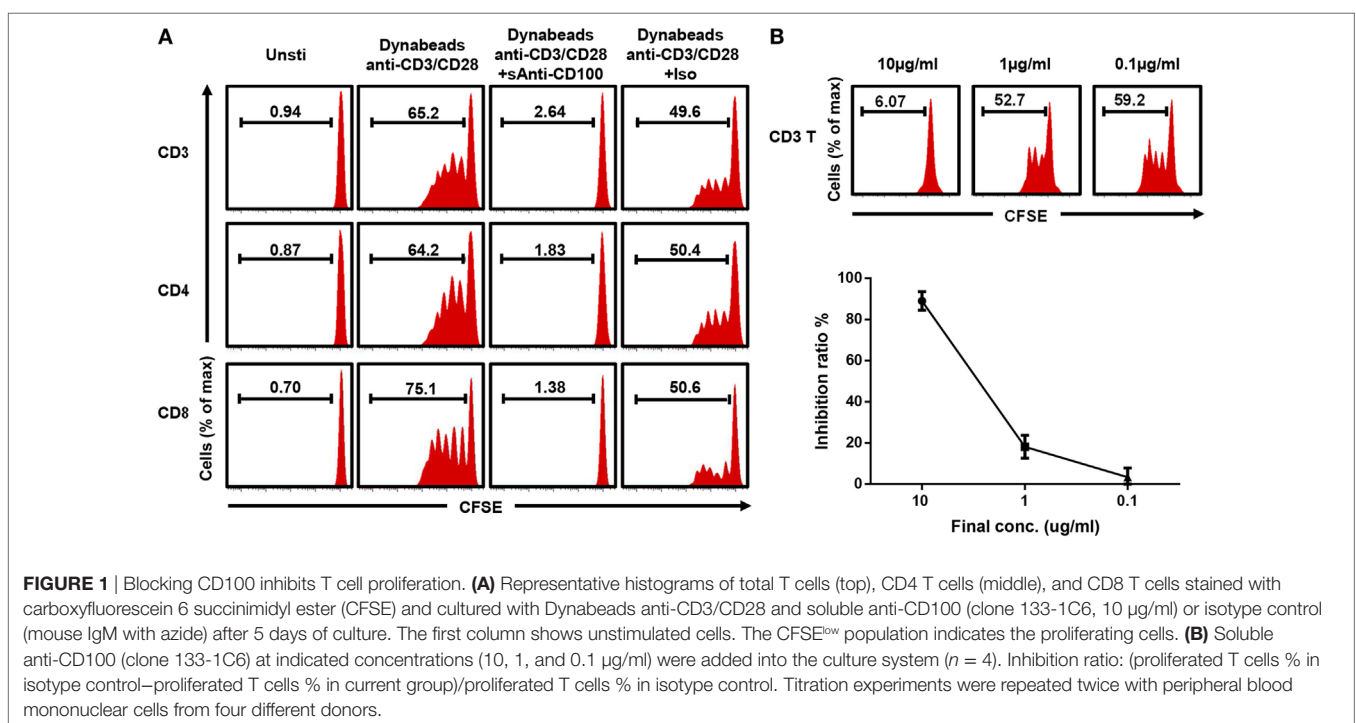 A
Unsti
Dynabeads
anti-CD3/CD28
Dynabeads
anti-CD3/CD28
+sAnti-CD100
Dynabeads
anti-CD3/CD28
+Iso
CD3
0.94
65.2
2.64
49.6
CD4
0.87
64.2
1.83
50.4
CD8
0.70
75.1
1.38
50.6
Cells (% of max)
CFSE
B
10µg/ml
1µg/ml
0.1µg/ml
CD3 T
Cells (% of max)
6.07
52.7
59.2
CFSE
Inhibition ratio %
100
80
60
40
20
0
10
1
0.1
Final conc. (ug/ml)
FIGURE 1 | Blocking CD100 inhibits T cell proliferation. (A) Representative histograms of total T cells (top), CD4 T cells (middle), and CD8 T cells stained with
carboxyfluorescein 6 succinimidyl ester (CFSE) and cultured with Dynabeads anti-CD3/CD28 and soluble anti-CD100 (clone 133-1C6, 10 µg/ml) or isotype control
(mouse IgM with azide) after 5 days of culture. The first column shows unstimulated cells. The CFSElow population indicates the proliferating cells. (B) Soluble
anti-CD100 (clone 133-1C6) at indicated concentrations (10, 1, and 0.1 µg/ml) were added into the culture system (n = 4). Inhibition ratio: (proliferated T cells % in
isotype control–proliferated T cells % in current group)/proliferated T cells % in isotype control. Titration experiments were repeated twice with peripheral blood
mononuclear cells from four different donors.